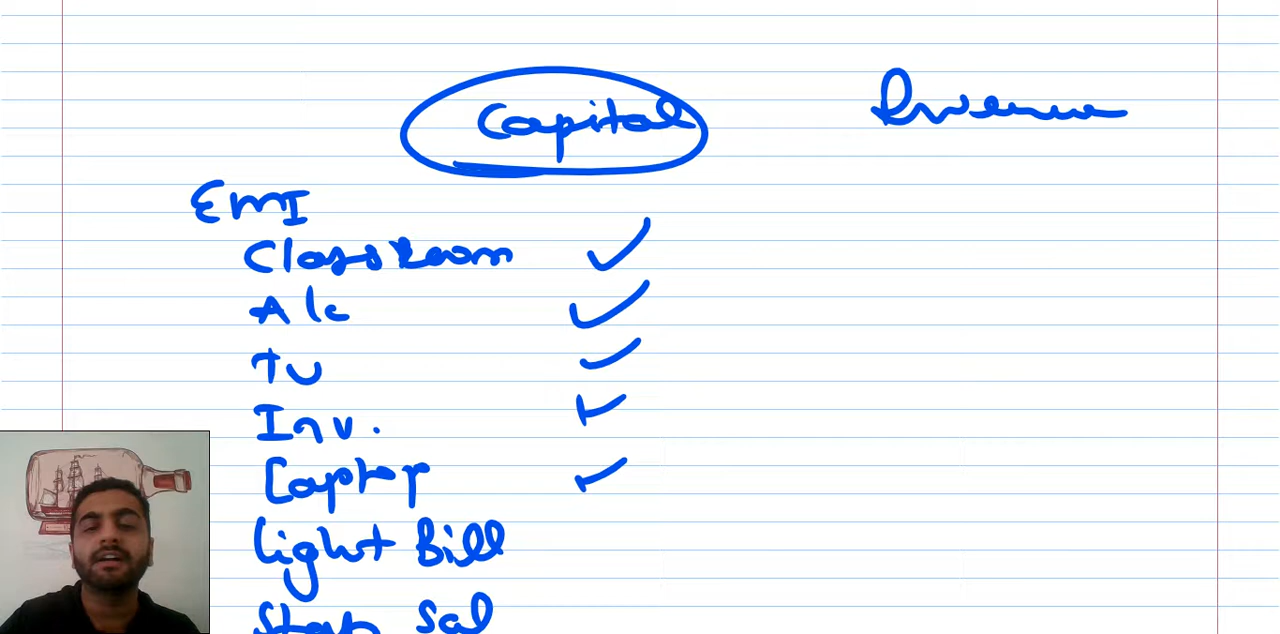 Capital Revenue
EMI
Classroom
A/c
TV
Inv.
Laptop
Light Bill
Staff Sal